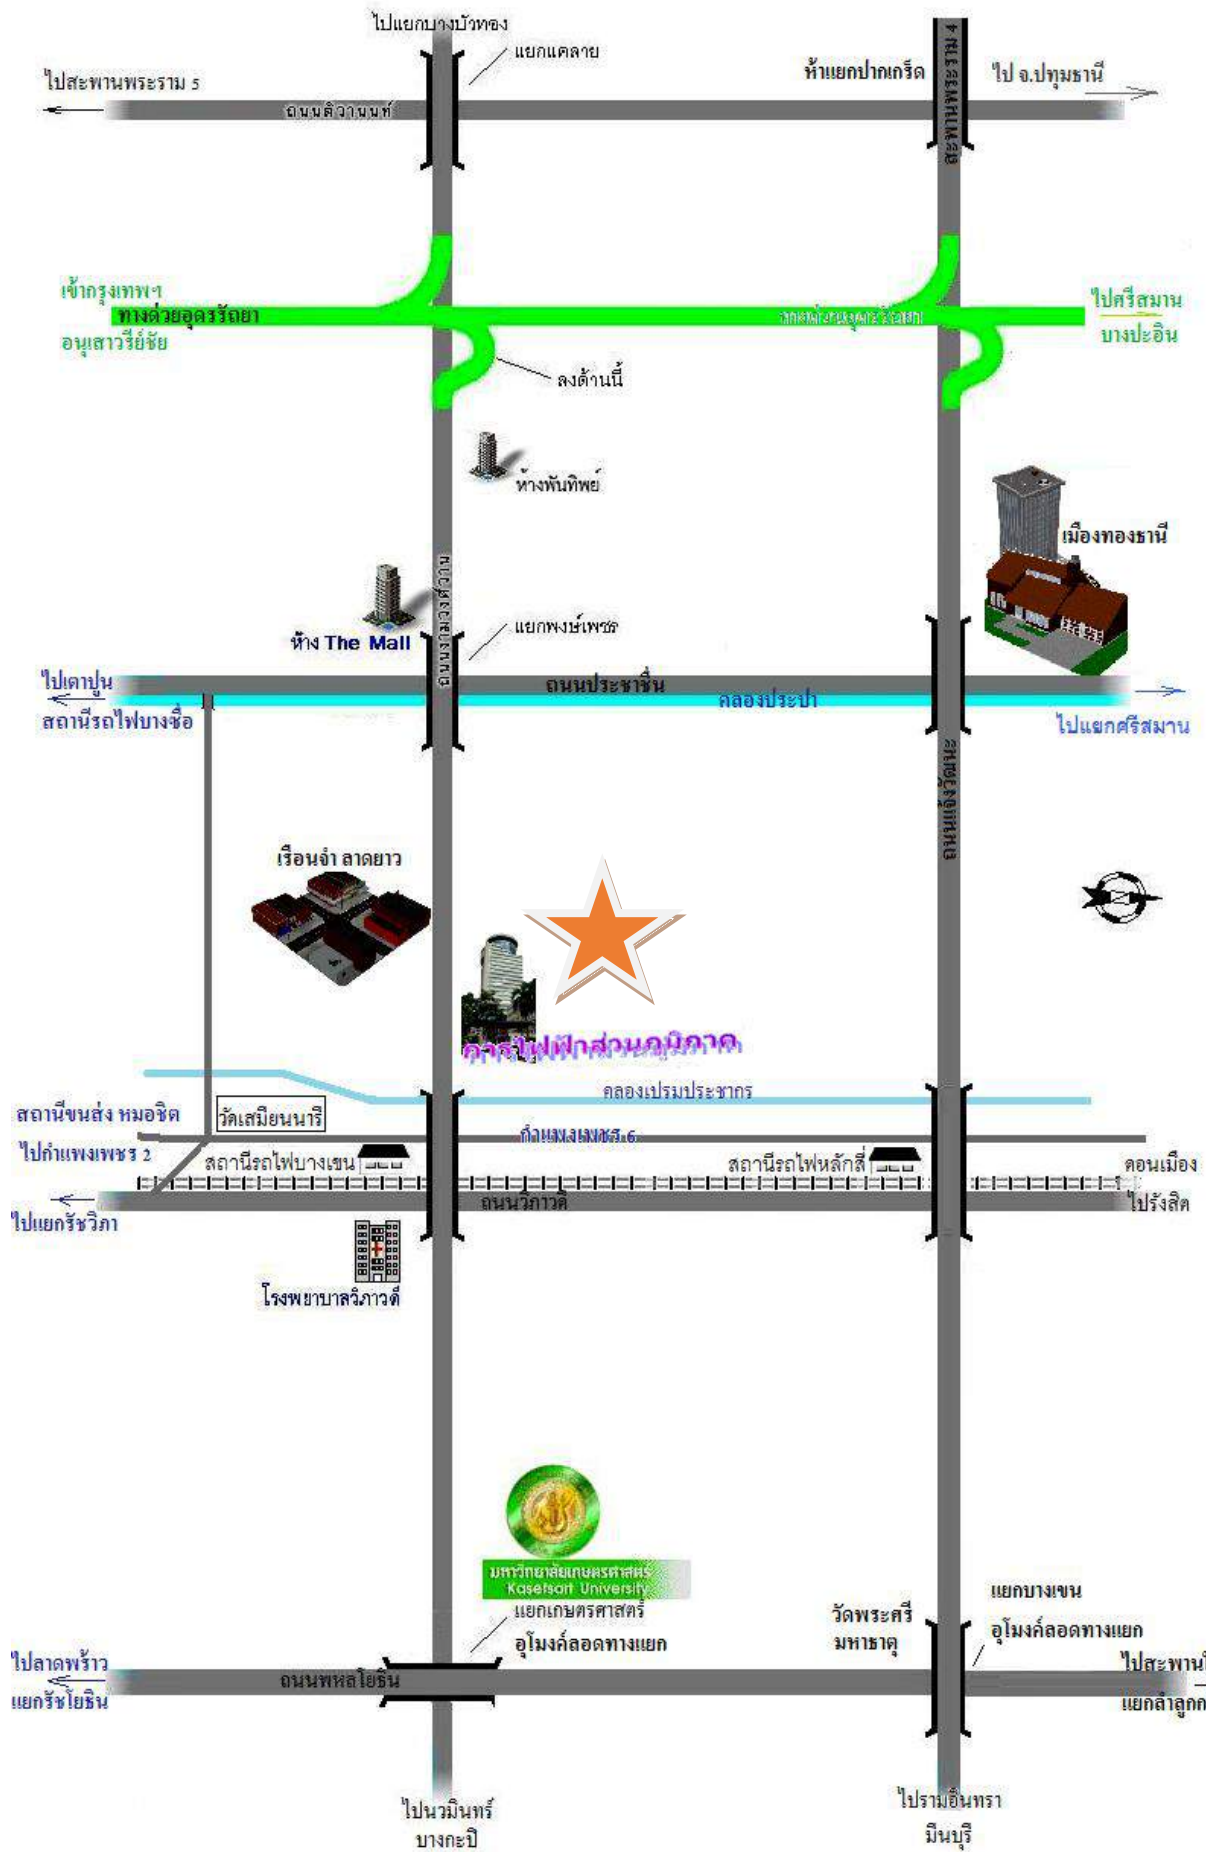 ไปแยกบางบัวทอง
แยกแคลาย
ห้าแยกปากเกร็ด
ไป จ.ปทุมธานี
ไปสะพานพระราม 5
ถนนติวานนท์
สะพานพระราม 4
เข้ากรุงเทพฯ
ทางด่วยอุดรรัถยา
อนุเสาวรีย์ชัย
ไปศรีสมาน
บางปะอิน
ลงด้านนี้
ห้างพันทิพย์
เมืองทองธานี
ห้าง The Mall
แยกพงษ์เพชร
ถนนงามวงศ์วาน
ไปเตาปูน
ถนนประชาชื่น
คลองประปา
สถานีรถไฟบางซื่อ
ไปแยกศรีสมาน
ถนนแจ้งวัฒนะ
เรือนจำ ลาดยาว
การไฟฟ้าส่วนภูมิภาค
คลองเปรมประชากร
สถานีขนส่ง หมอชิต
วัดเสมียนนารี
กำแพงเพชร 6
ไปกำแพงเพชร 2
สถานีรถไฟบางเขน
สถานีรถไฟหลักสี่
ดอนเมือง
ถนนวิภาวดี
ไปรังสิต
ไปแยกรัชวิภา
โรงพยาบาลวิภาวดี
มหาวิทยาลัยเกษตรศาสตร์
Kasetsart University
แยกเกษตรศาสตร์
อุโมงค์ลอดทางแยก
วัดพระศรี
มหาธาตุ
แยกบางเขน
อุโมงค์ลอดทางแยก
ไปลาดพร้าว
ถนนพหลโยธิน
แยกรัชโยธิน
ไปสะพานใ
แยกลำลูกก
ไปนวมินทร์
บางกะปิ
ไปรามอินทรา
มีนบุรี